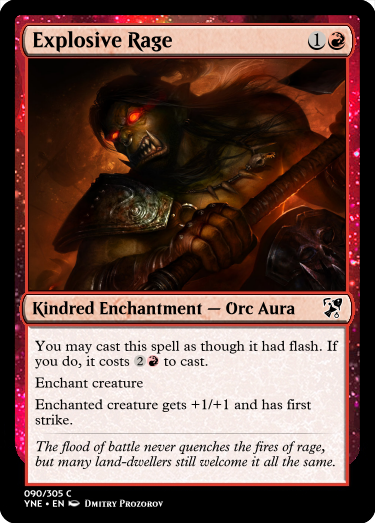 Explosive Rage 1
Kindred Enchantment — Orc Aura
You may cast this spell as though it had flash. If
you do, it costs 2 to cast.
Enchant creature
Enchanted creature gets +1/+1 and has first
strike.
The flood of battle never quenches the fires of rage,
but many land-dwellers still welcome it all the same.
090/305 C
YNE • EN Dmitry Prozorov